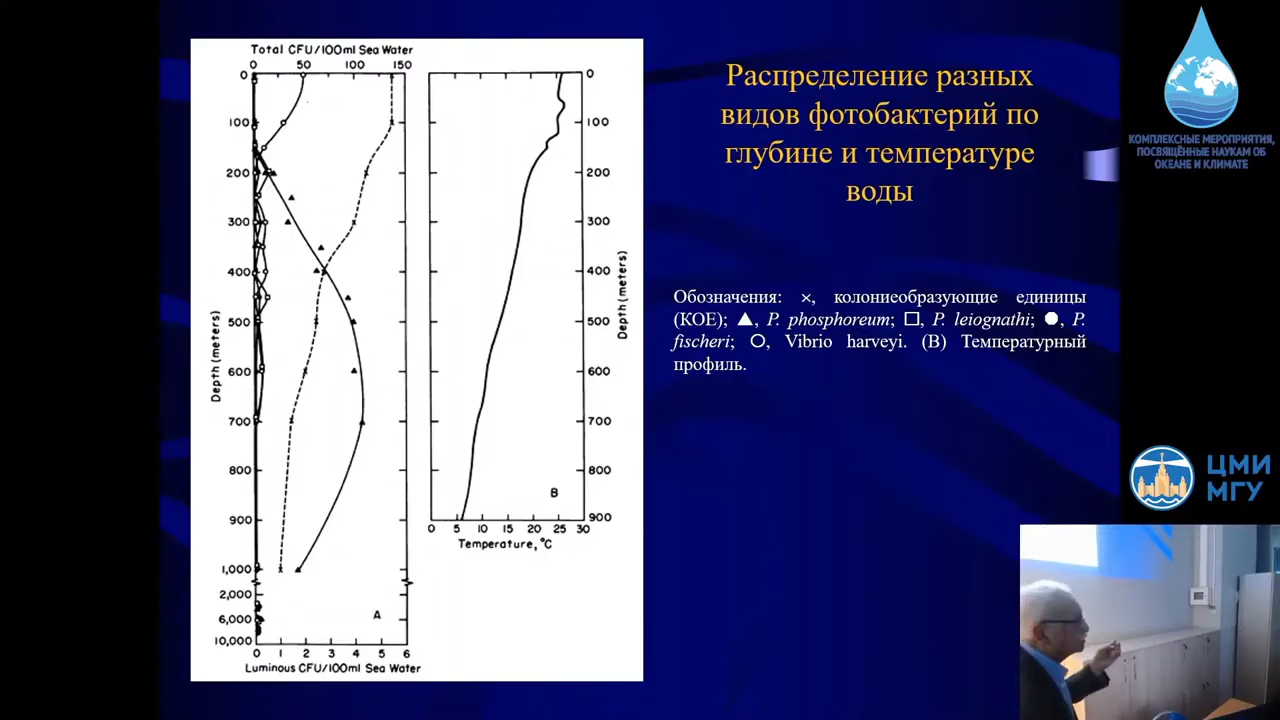 Total CFU/100ml Sea Water
0 50 100 150
0
100
200
300
400
500
600
700
800
900
1,000
2,000
6,000
10,000
Depth (meters)
A
0 1 2 3 4 5 6
Luminous CFU/100ml Sea Water
0
100
200
300
400
500
600
700
800
900
Depth (meters)
B
0 5 10 15 20 25 30
Temperature, °C
Распределение разных
видов фотобактерий по
глубине и температуре
воды
Обозначения: ×, колониеобразующие единицы
(КОЕ); ▲, P. phosphoreum; □, P. leiognathi; ●, P.
fischeri; ○, Vibrio harveyi. (B) Температурный
профиль.
КОМПЛЕКСНЫЕ МЕРОПРИЯТИЯ,
ПОСВЯЩЁННЫЕ НАУКАМ ОБ
ОКЕАНЕ И КЛИМАТЕ
ЦМИ
МГУ